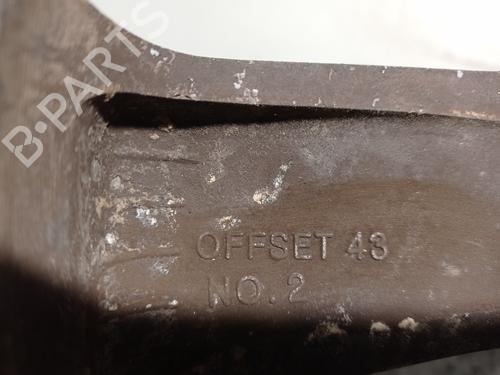 B-PARTS
OFFSET 43
NO. 2